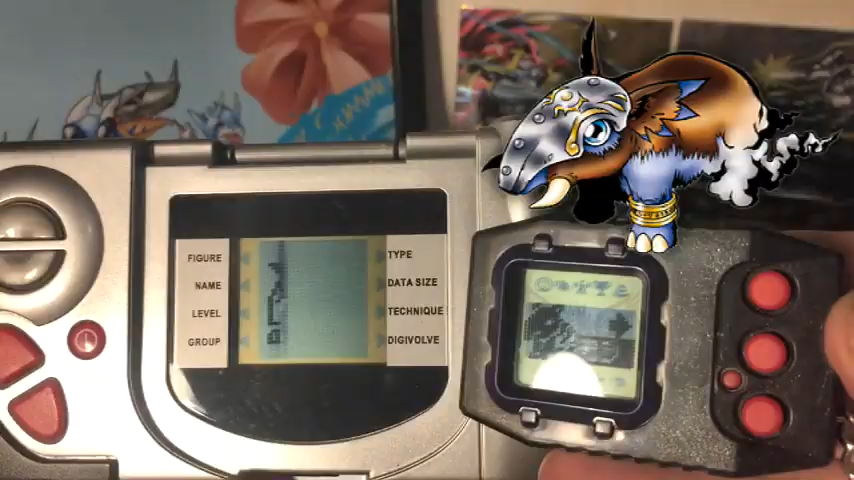 FIGURE
NAME
LEVEL
GROUP
TYPE
DATA SIZE
TECHNIQUE
DIGIVOLVE